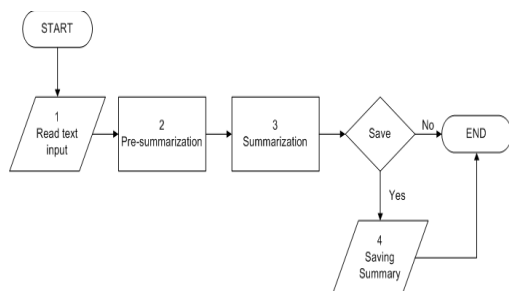 START
1
Read text
input
2
Pre-summarization
3
Summarization
Save
No
END
Yes
4
Saving
Summary